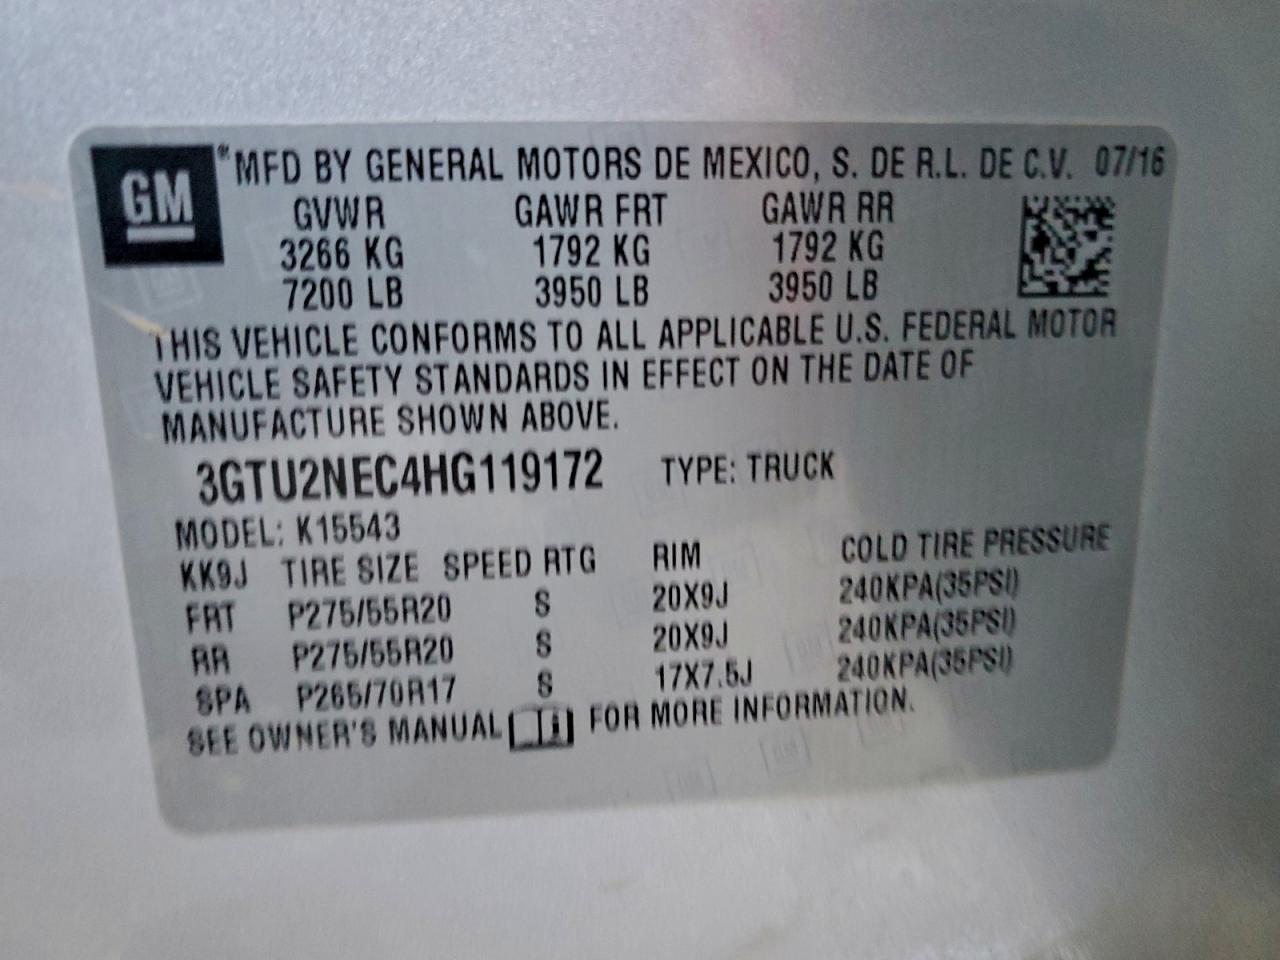 GM *MFD BY GENERAL MOTORS DE MEXICO, S. DE R.L. DE C.V. 07/16
GVWR GAWR FRT GAWR RR
3266 KG 1792 KG 1792 KG
7200 LB 3950 LB 3950 LB
THIS VEHICLE CONFORMS TO ALL APPLICABLE U.S. FEDERAL MOTOR
VEHICLE SAFETY STANDARDS IN EFFECT ON THE DATE OF
MANUFACTURE SHOWN ABOVE.
3GTU2NEC4HG119172 TYPE: TRUCK
MODEL: K15543
KK9J TIRE SIZE SPEED RTG RIM COLD TIRE PRESSURE
FRT P275/55R20 S 20X9J 240KPA(35PSI)
RR P275/55R20 S 20X9J 240KPA(35PSI)
SPA P265/70R17 S 17X7.5J 240KPA(35PSI)
SEE OWNER'S MANUAL FOR MORE INFORMATION.